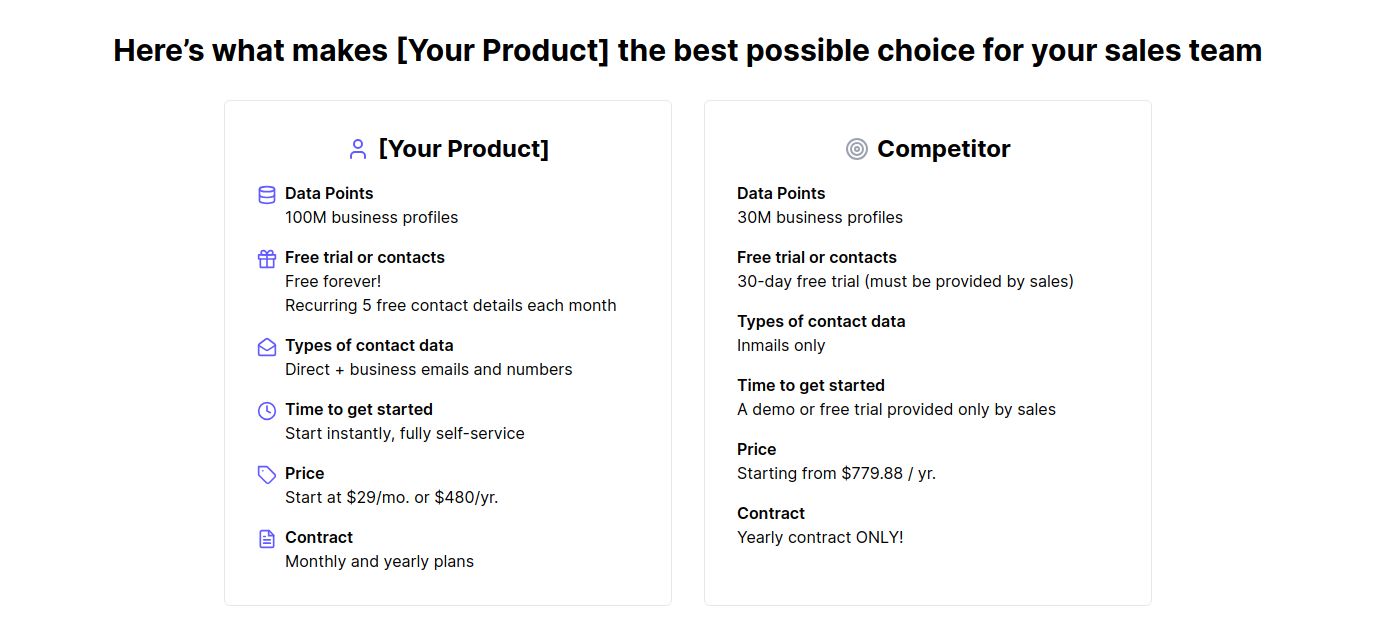 Here’s what makes [Your Product] the best possible choice for your sales team
[Your Product]
Data Points
100M business profiles
Free trial or contacts
Free forever!
Recurring 5 free contact details each month
Types of contact data
Direct + business emails and numbers
Time to get started
Start instantly, fully self-service
Price
Start at $29/mo. or $480/yr.
Contract
Monthly and yearly plans
Competitor
Data Points
30M business profiles
Free trial or contacts
30-day free trial (must be provided by sales)
Types of contact data
Inmails only
Time to get started
A demo or free trial provided only by sales
Price
Starting from $779.88 / yr.
Contract
Yearly contract ONLY!